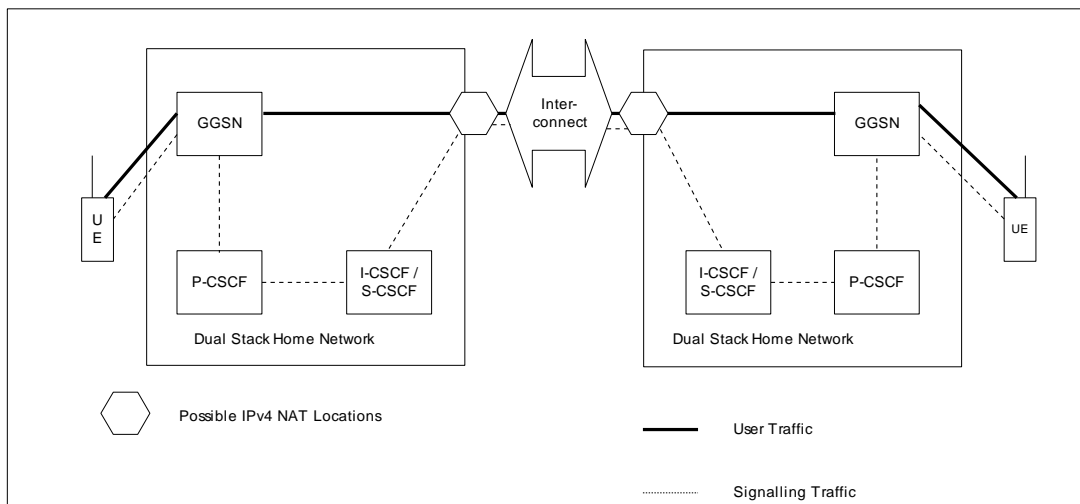 Inter-
connect
GGSN
GGSN
U
E
UE
P-CSCF
I-CSCF /
S-CSCF
I-CSCF /
S-CSCF
P-CSCF
Dual Stack Home Network
Dual Stack Home Network
Possible IPv4 NAT Locations
User Traffic
Signalling Traffic